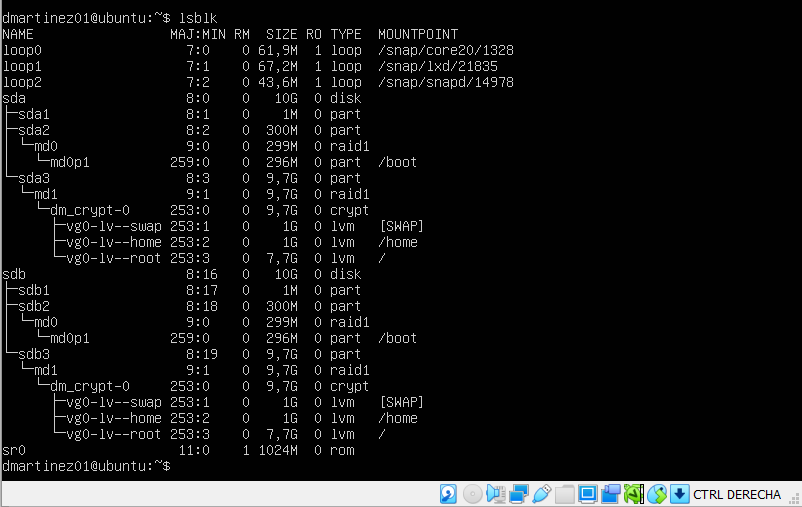 dmartinez01@ubuntu:~$ lsblk
NAME                MAJ:MIN RM  SIZE RO TYPE  MOUNTPOINT
loop0                 7:0    0 61,9M  1 loop  /snap/core20/1328
loop1                 7:1    0 67,2M  1 loop  /snap/lxd/21835
loop2                 7:2    0 43,6M  1 loop  /snap/snapd/14978
sda                   8:0    0   10G  0 disk
├─sda1                8:1    0    1M  0 part
├─sda2                8:2    0  300M  0 part
│ └─md0               9:0    0  299M  0 raid1
│   └─md0p1         259:0    0  296M  0 part  /boot
└─sda3                8:3    0  9,7G  0 part
  └─md1               9:1    0  9,7G  0 raid1
    └─dm_crypt-0    253:0    0  9,7G  0 crypt
      ├─vg0-lv--swap 253:1   0    1G  0 lvm   [SWAP]
      ├─vg0-lv--home 253:2   0    1G  0 lvm   /home
      └─vg0-lv--root 253:3   0  7,7G  0 lvm   /
sdb                   8:16   0   10G  0 disk
├─sdb1                8:17   0    1M  0 part
├─sdb2                8:18   0  300M  0 part
│ └─md0               9:0    0  299M  0 raid1
│   └─md0p1         259:0    0  296M  0 part  /boot
└─sdb3                8:19   0  9,7G  0 part
  └─md1               9:1    0  9,7G  0 raid1
    └─dm_crypt-0    253:0    0  9,7G  0 crypt
      ├─vg0-lv--swap 253:1   0    1G  0 lvm   [SWAP]
      ├─vg0-lv--home 253:2   0    1G  0 lvm   /home
      └─vg0-lv--root 253:3   0  7,7G  0 lvm   /
sr0                  11:0    1 1024M  0 rom
dmartinez01@ubuntu:~$
CTRL DERECHA